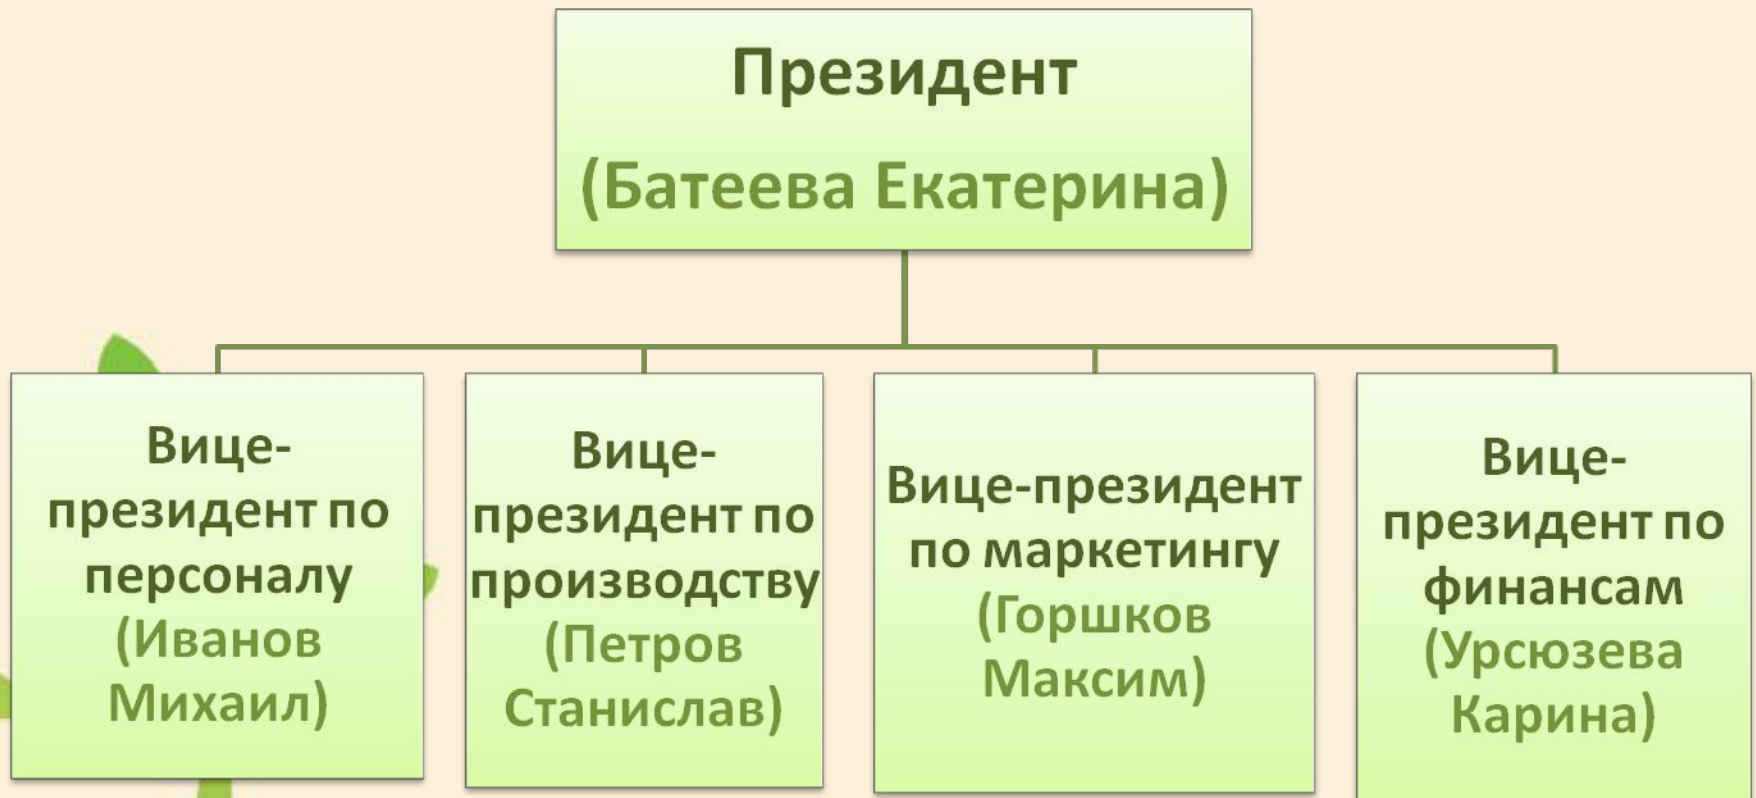 Президент
(Батеева Екатерина)
Вице-
президент по
персоналу
(Иванов
Михаил)
Вице-
президент по
производству
(Петров
Станислав)
Вице-президент
по маркетингу
(Горшков
Максим)
Вице-
президент по
финансам
(Урсюзева
Карина)